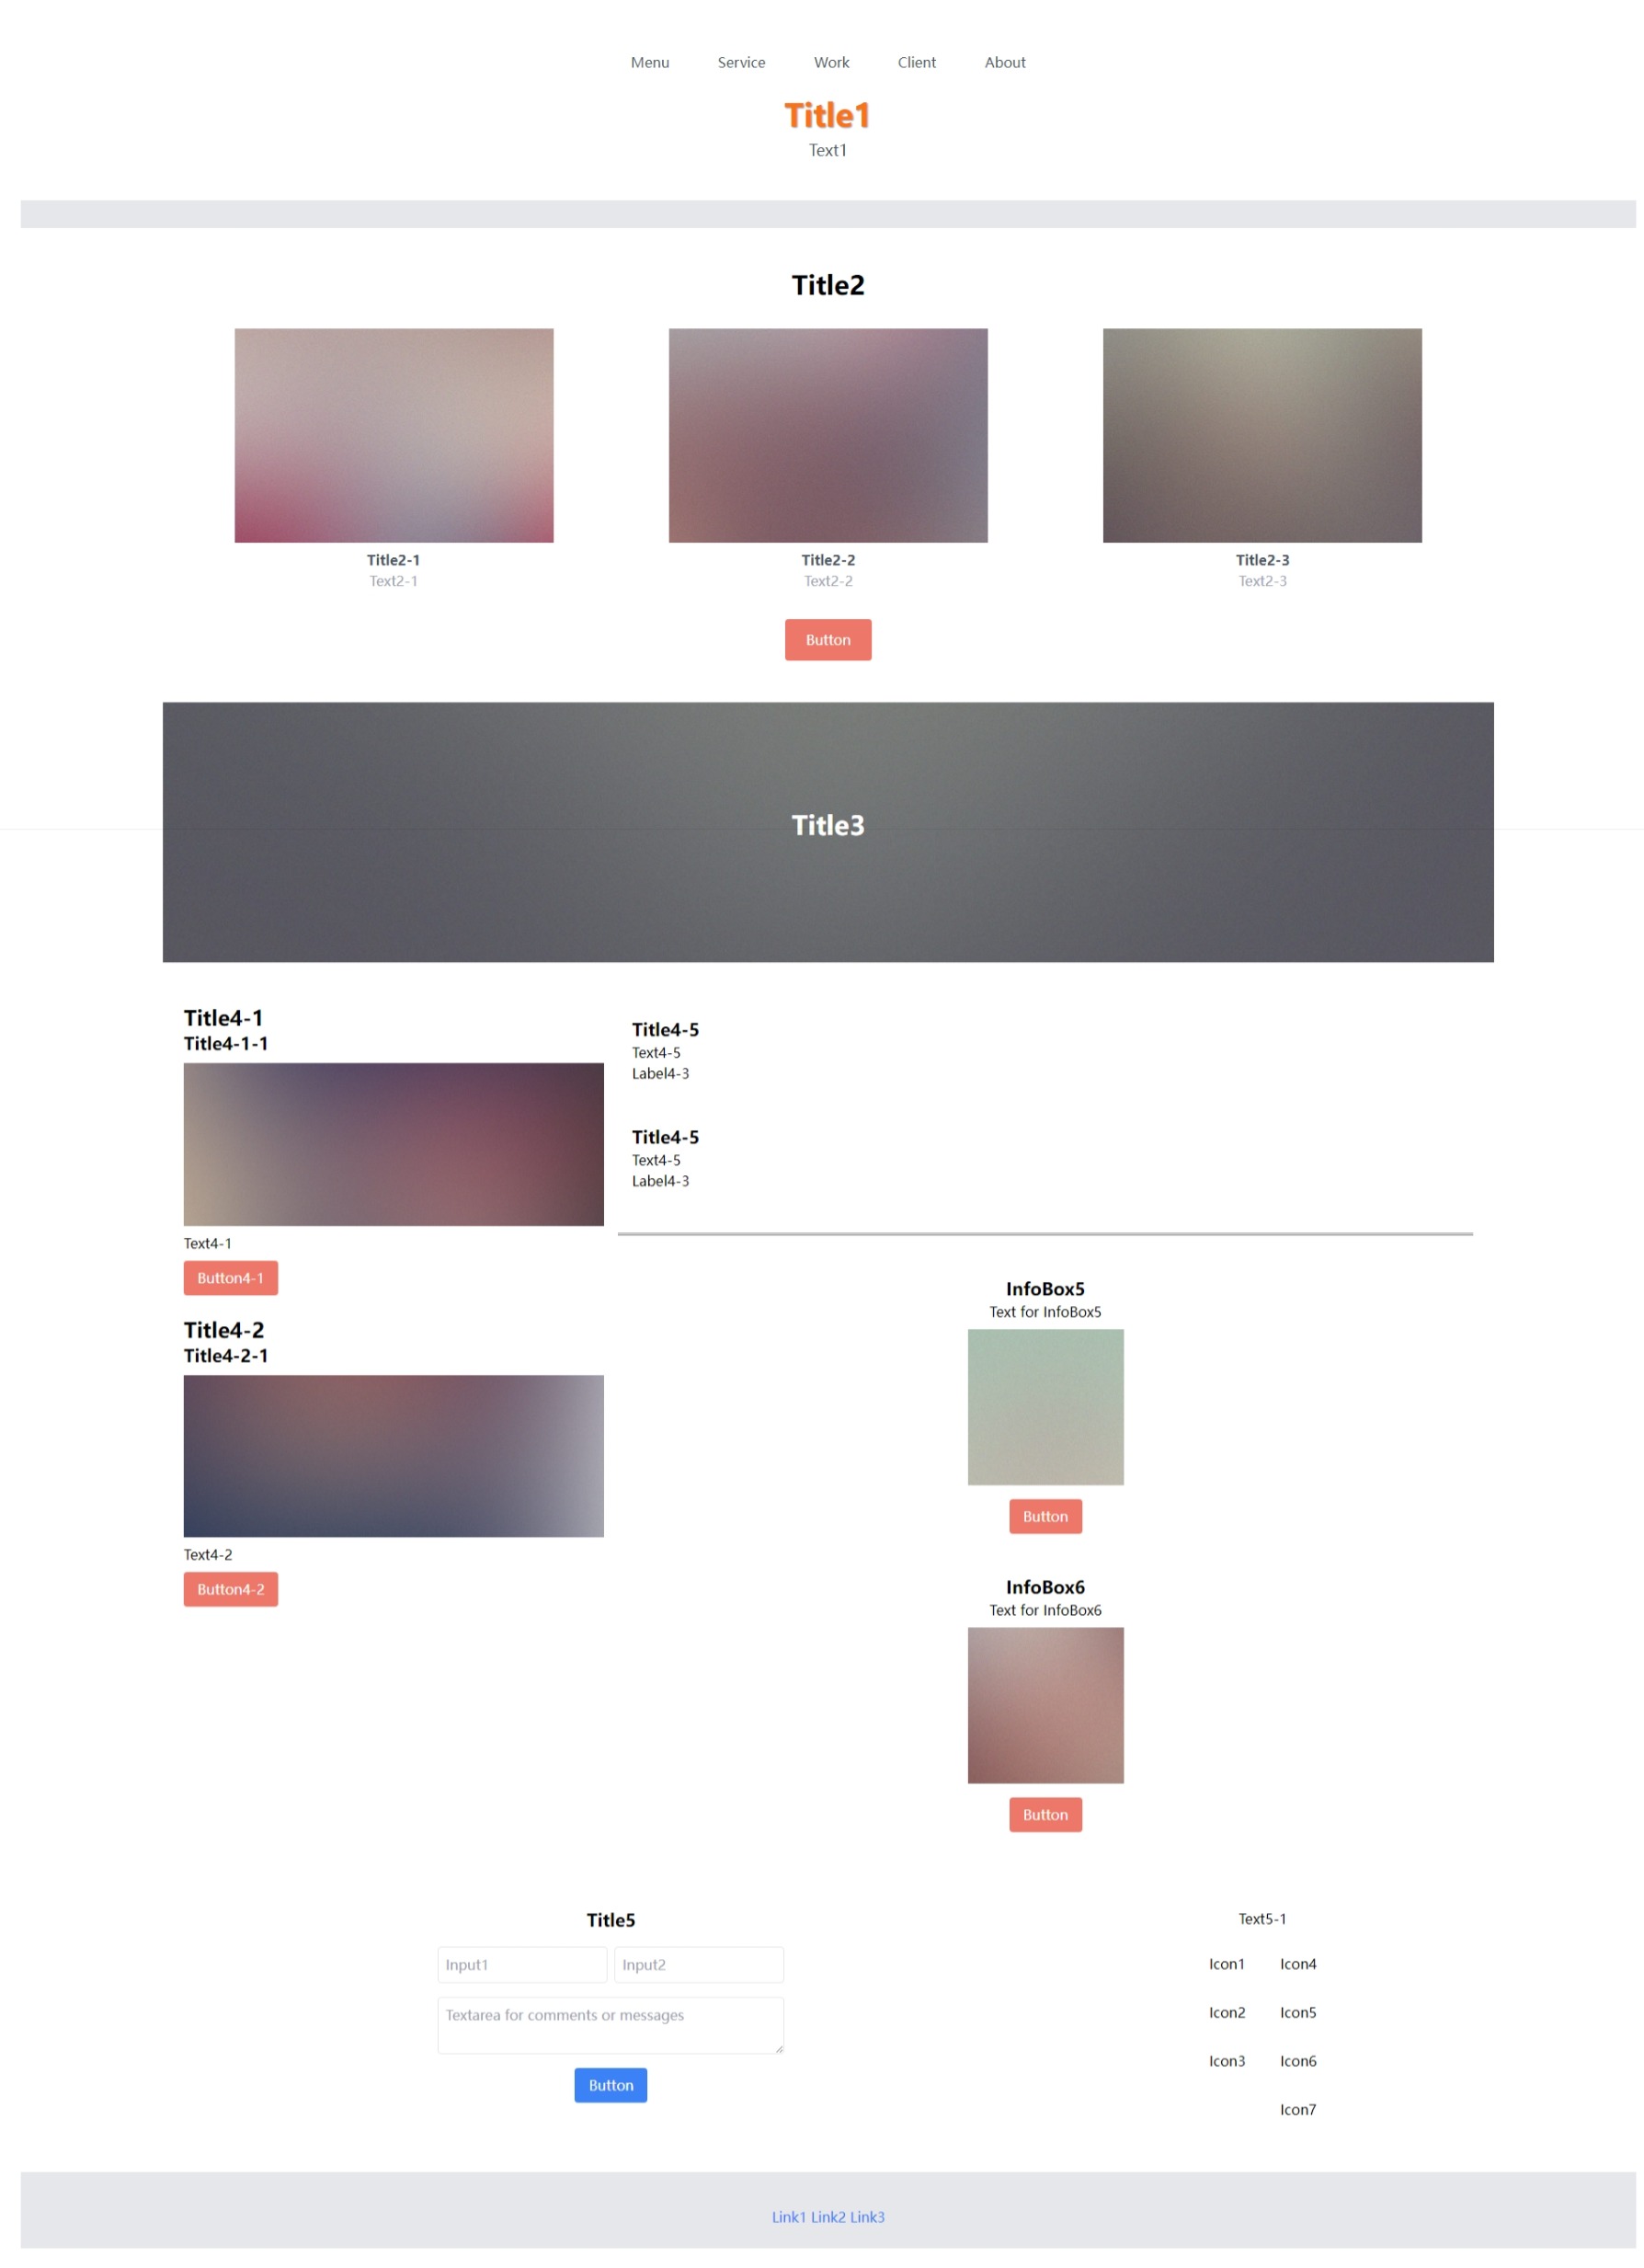 Menu Service Work Client About
Title1
Text1
Title2
Title2-1
Text2-1
Title2-2
Text2-2
Title2-3
Text2-3
Button
Title3
Title4-1
Title4-1-1
Text4-1
Button4-1
Title4-2
Title4-2-1
Text4-2
Button4-2
Title4-5
Text4-5
Label4-3
Title4-5
Text4-5
Label4-3
InfoBox5
Text for InfoBox5
Button
InfoBox6
Text for InfoBox6
Button
Title5
Input1 Input2
Textarea for comments or messages
Button
Text5-1
Icon1 Icon4
Icon2 Icon5
Icon3 Icon6
Icon7
Link1 Link2 Link3